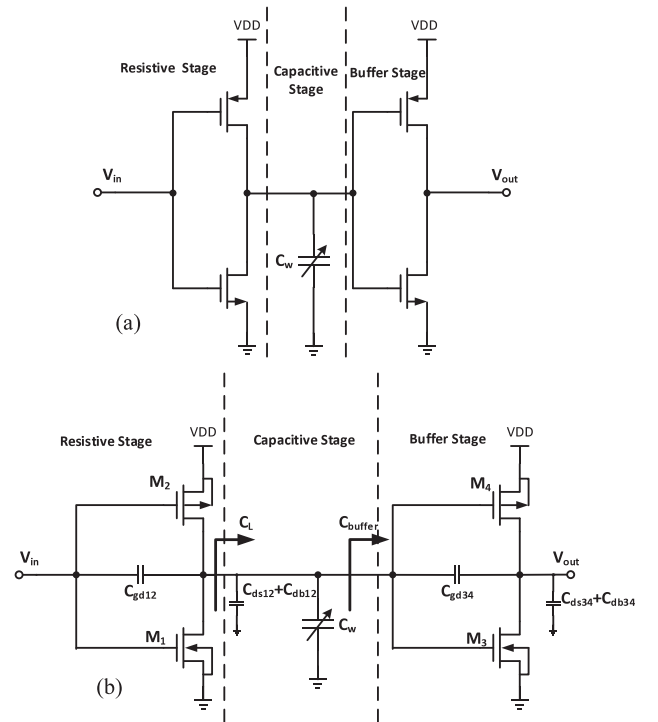 VDD
VDD
Resistive Stage
Capacitive
Stage
Buffer Stage
Vin
Vout
Cw
(a)
Resistive Stage
Capacitive Stage
Buffer Stage
VDD
VDD
M2
M4
CL
Cbuffer
Vin
Vout
Cgd12
Cds12+Cdb12
Cgd34
Cds34+Cdb34
Cw
M1
M3
(b)